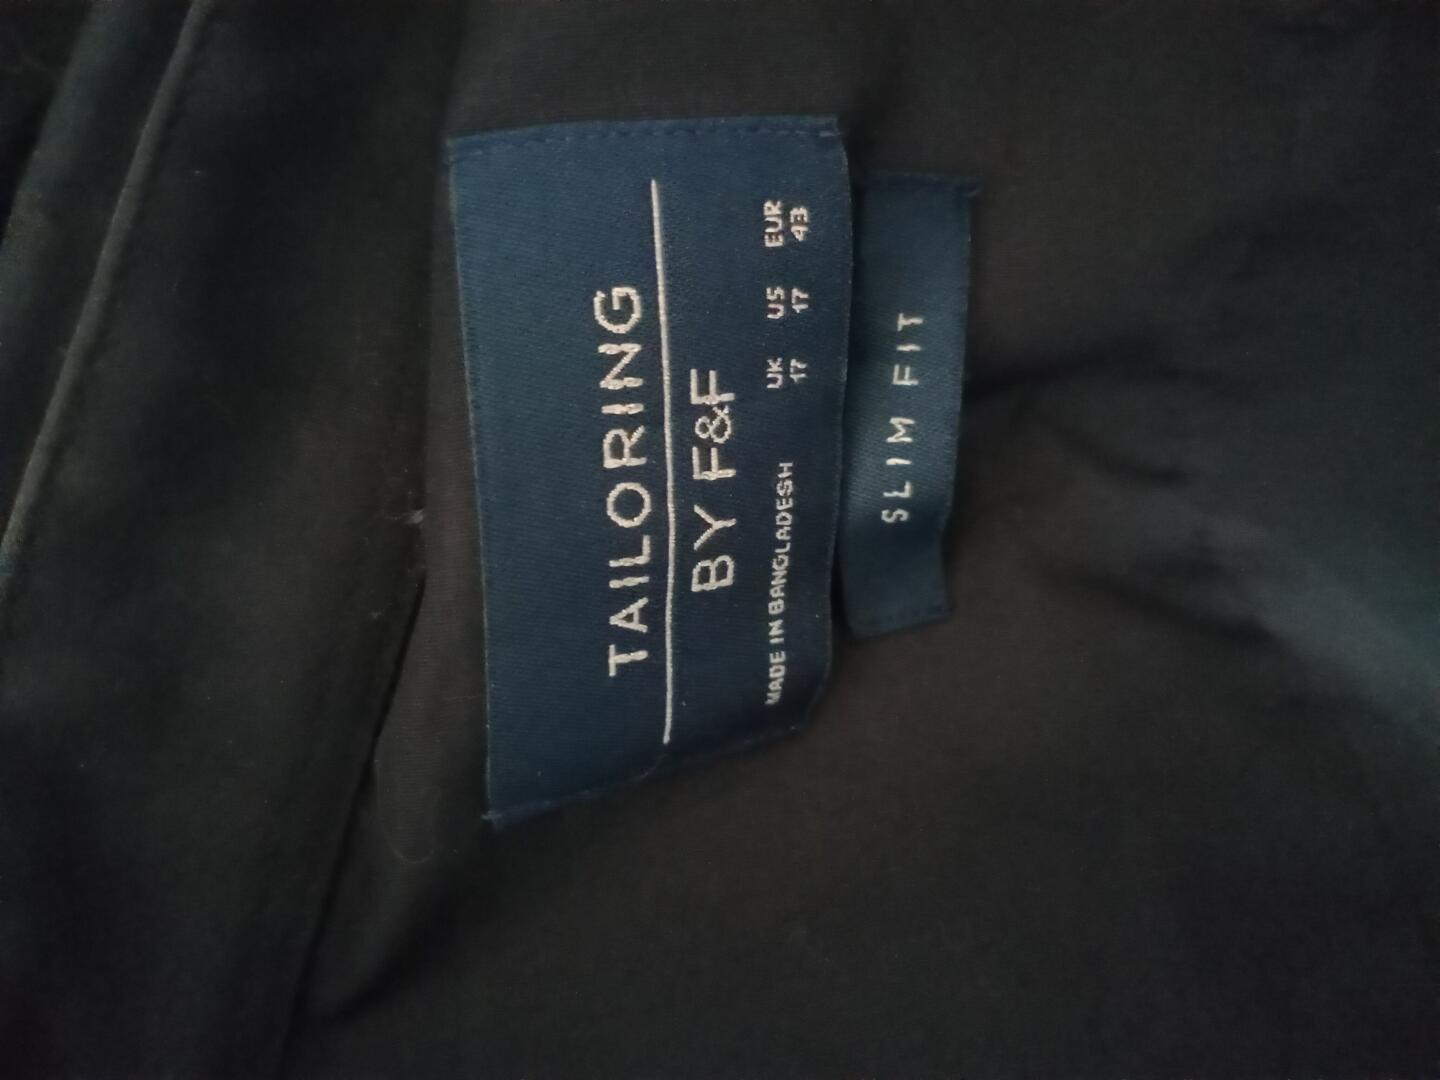 TAILORING
BY F&F
MADE IN BANGLADESH
UK US EUR
17 17 43
SLIM FIT